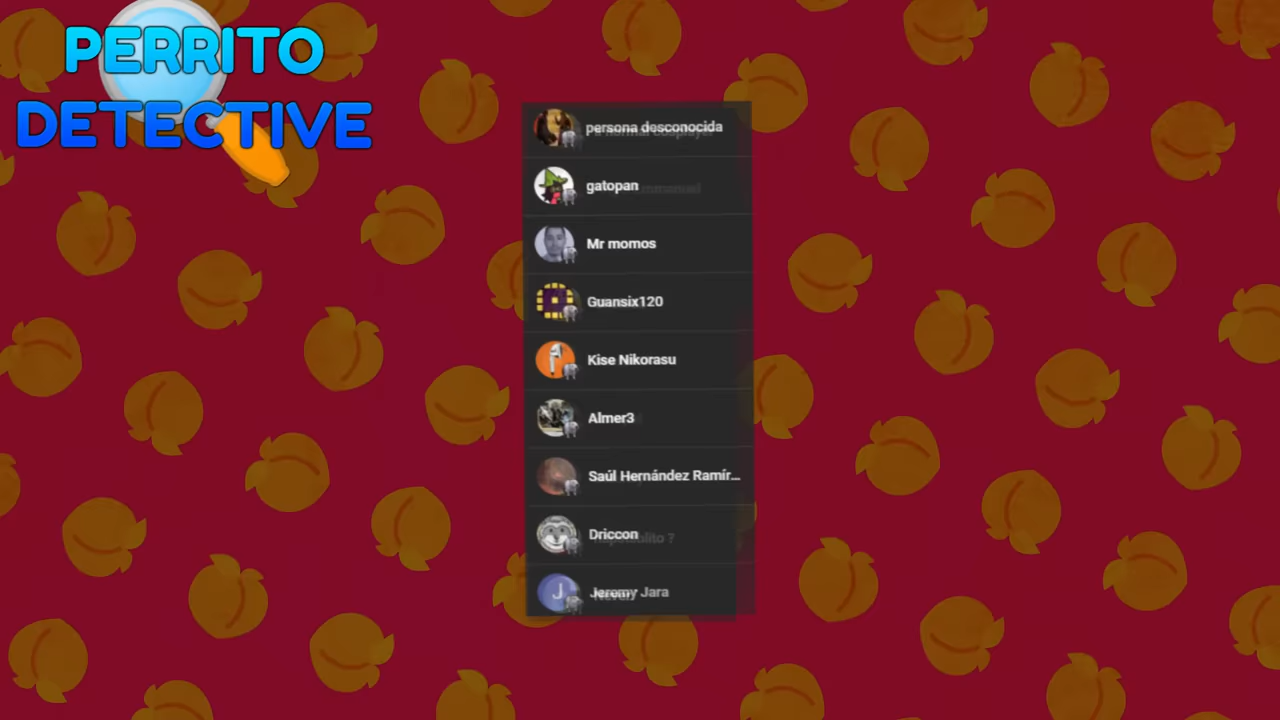 PERRITO
DETECTIVE
persona desconocida
gatopan
Mr momos
Guansix120
Kise Nikorasu
Almer3
Saúl Hernández Ramír...
Driccon
Jeremy Jara
J